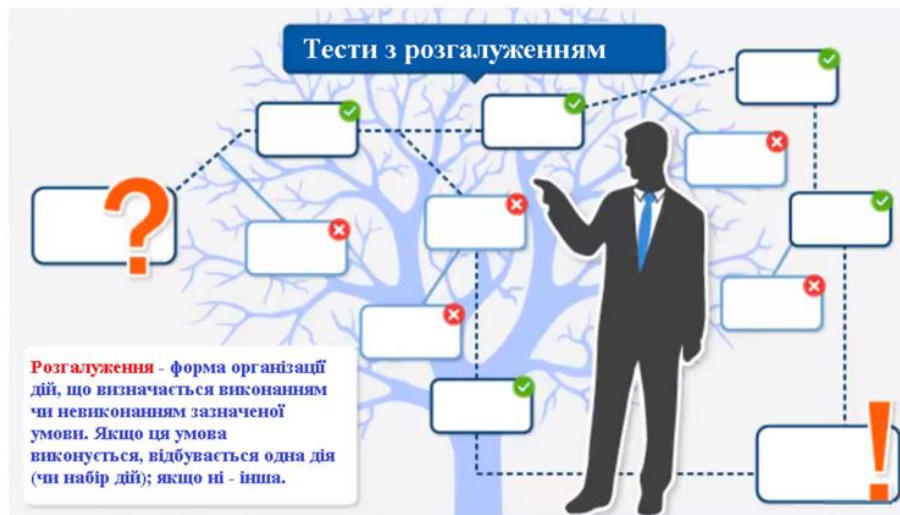 Тести з розгалуженням
?
Розгалуження - форма організації
дій, що визначається виконанням
чи невиконанням зазначеної
умови. Якщо ця умова
виконується, відбувається одна дія
(чи набір дій); якщо ні - інша.
!